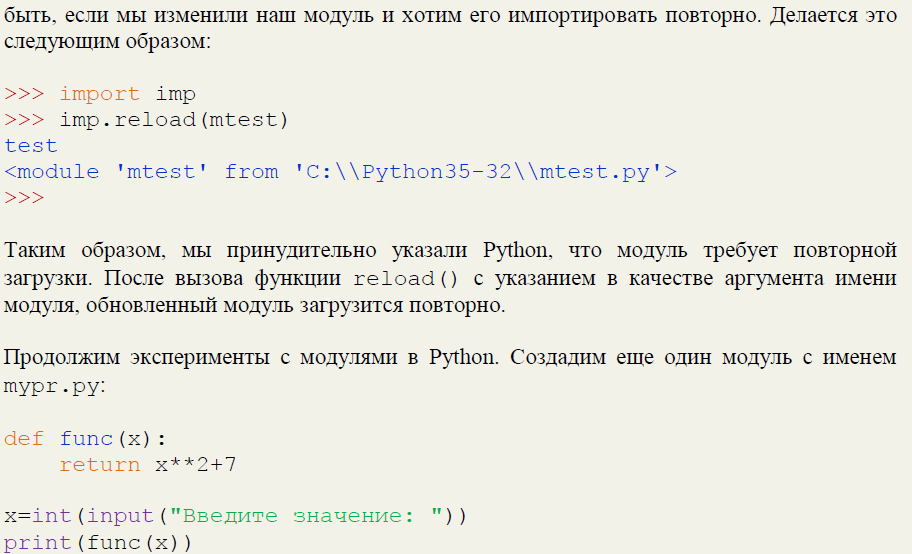 быть, если мы изменили наш модуль и хотим его импортировать повторно. Делается это
следующим образом:
>>> import imp
>>> imp.reload(mtest)
test
<module 'mtest' from 'C:\\Python35-32\\mtest.py'>
>>>
Таким образом, мы принудительно указали Python, что модуль требует повторной
загрузки. После вызова функции reload() с указанием в качестве аргумента имени
модуля, обновленный модуль загрузится повторно.
Продолжим эксперименты с модулями в Python. Создадим еще один модуль с именем
mypr.py:
def func(x):
    return x**2+7
x=int(input("Введите значение: "))
print(func(x))